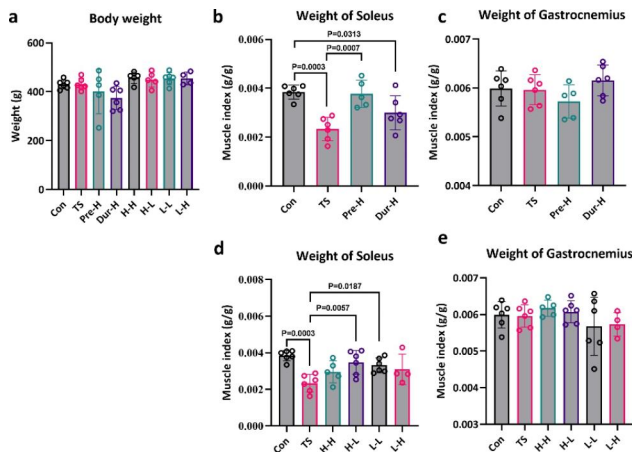 a
Body weight
Weight (g)
600
400
200
0
Con
TS
Pre-H
Dur-H
H-H
H-L
L-L
L-H
b
Weight of Soleus
Muscle index (g/g)
0.006
0.004
0.002
0.000
P=0.0313
P=0.0007
P=0.0003
Con
TS
Pre-H
Dur-H
c
Weight of Gastrocnemius
Muscle index (g/g)
0.007
0.006
0.005
0.004
Con
TS
Pre-H
Dur-H
d
Weight of Soleus
Muscle index (g/g)
0.008
0.006
0.004
0.002
0.000
P=0.0187
P=0.0057
P=0.0003
Con
TS
H-H
H-L
L-L
L-H
e
Weight of Gastrocnemius
Muscle index (g/g)
0.007
0.006
0.005
0.004
0.003
Con
TS
H-H
H-L
L-L
L-H